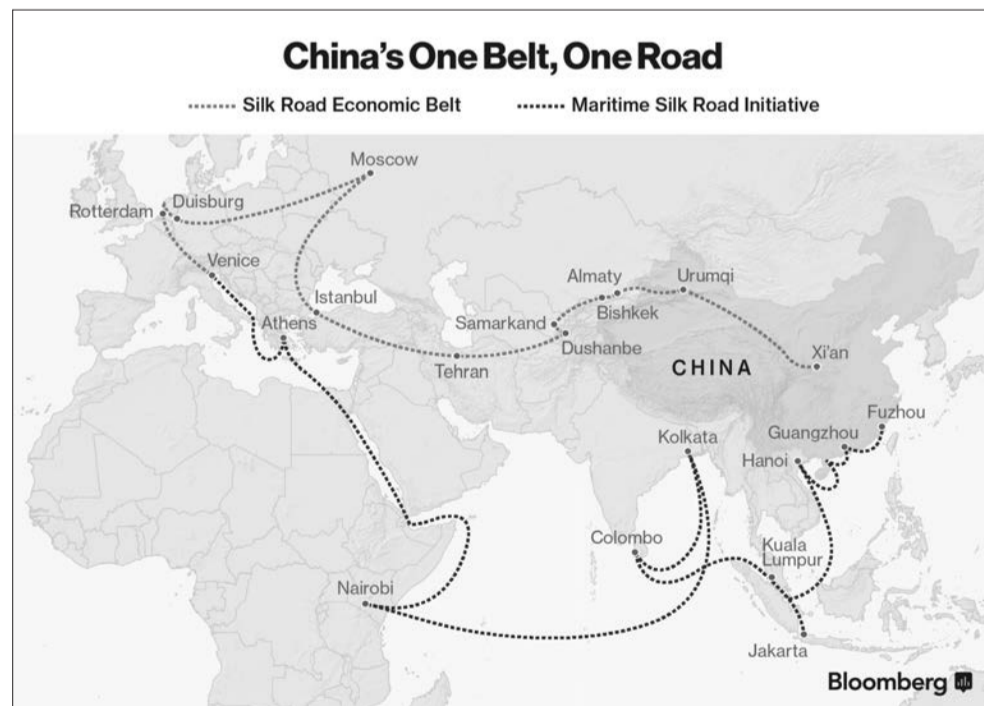 China's One Belt, One Road
Silk Road Economic Belt
Maritime Silk Road Initiative
Moscow
Duisburg
Rotterdam
Venice
Almaty
Urumqi
Istanbul
Bishkek
Athens
Samarkand
Dushanbe
Tehran
Xi'an
CHINA
Fuzhou
Guangzhou
Kolkata
Hanoi
Colombo
Kuala
Lumpur
Nairobi
Jakarta
Bloomberg